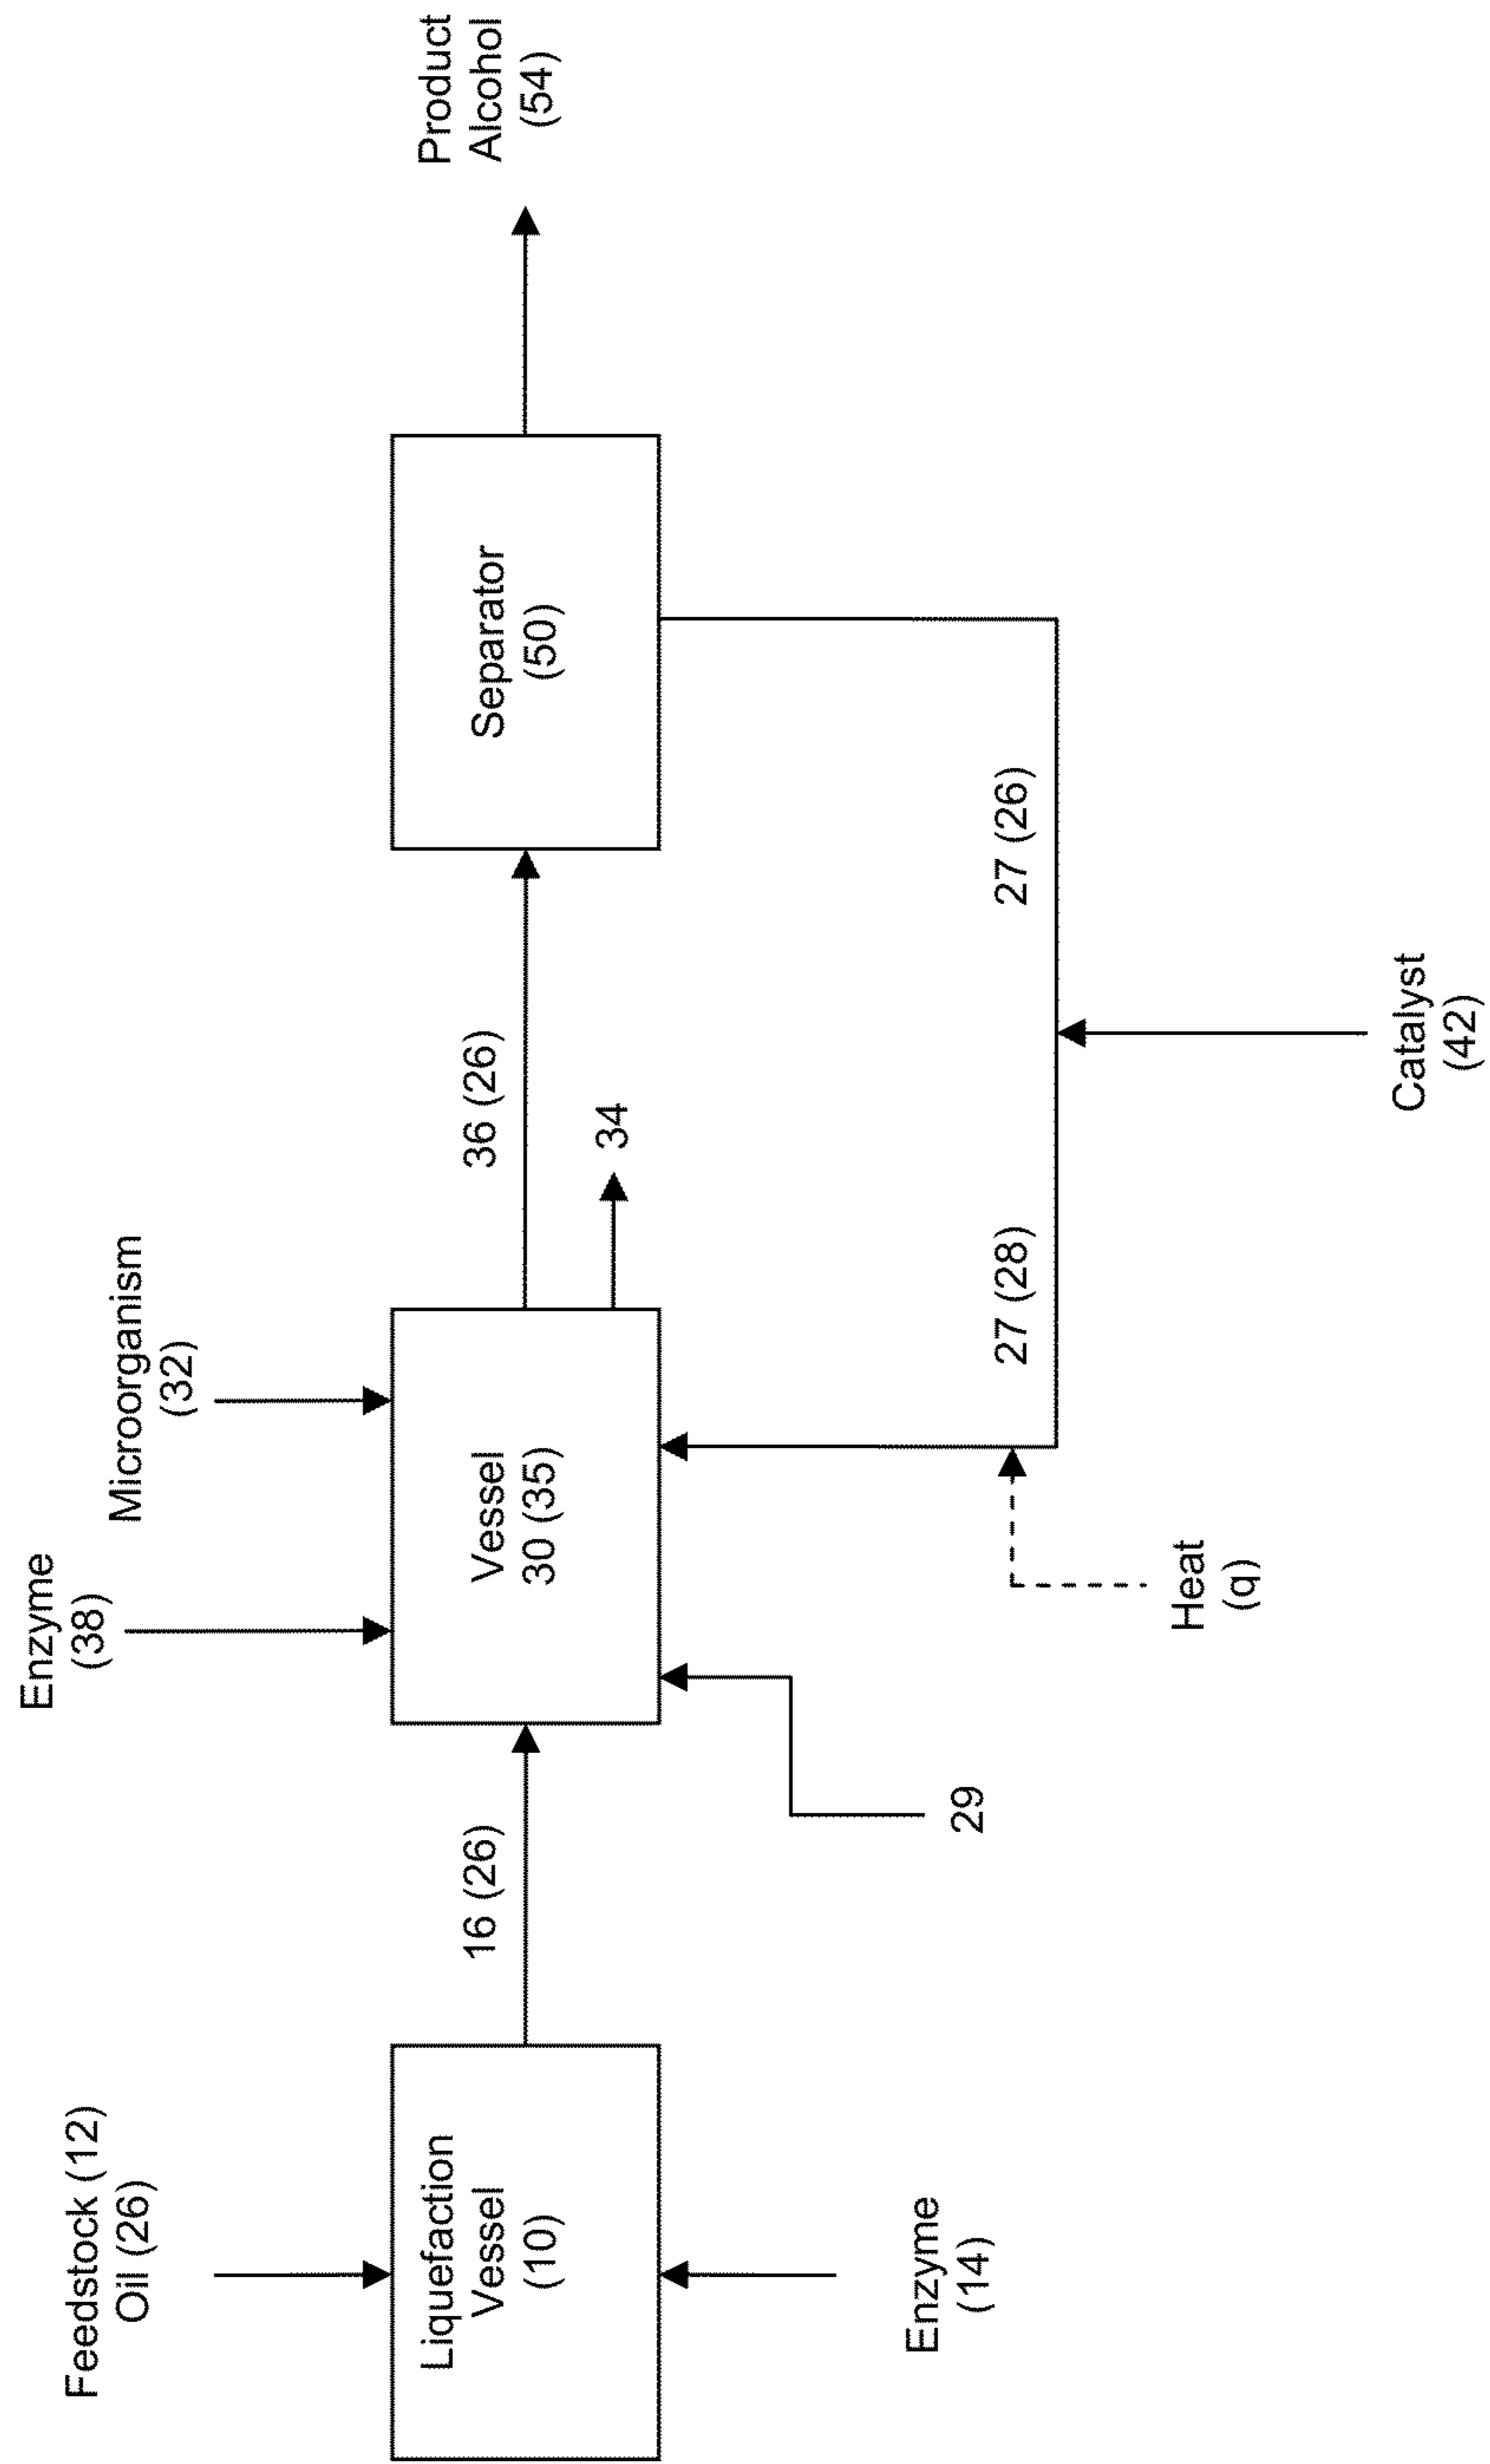 Feedstock (12)
Oil (26)
Liquefaction
Vessel
(10)
Enzyme
(14)
16 (26)
Enzyme
(38)
Microorganism
(32)
Vessel
30 (35)
29
34
36 (26)
Separator
(50)
Product
Alcohol
(54)
27 (28)
27 (26)
Heat
(q)
Catalyst
(42)